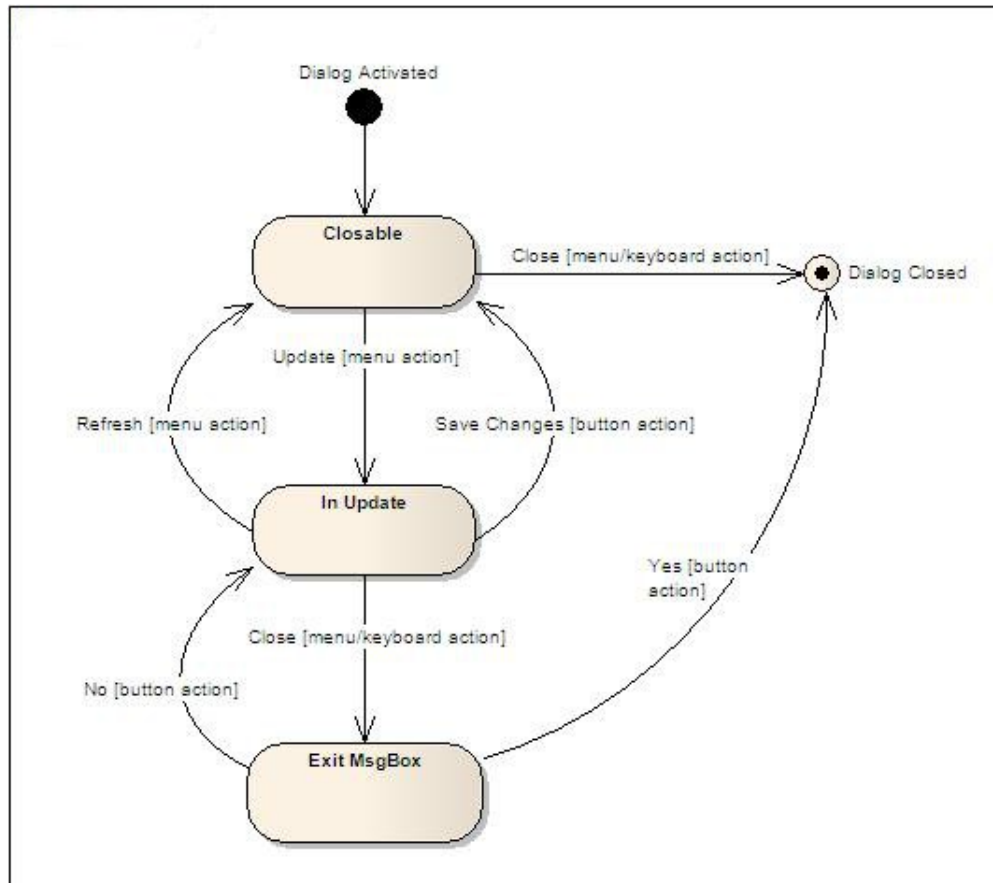 Dialog Activated
Closable
Close [menu/keyboard action]
Dialog Closed
Update [menu action]
Refresh [menu action]
Save Changes [button action]
In Update
Yes [button
action]
Close [menu/keyboard action]
No [button action]
Exit MsgBox